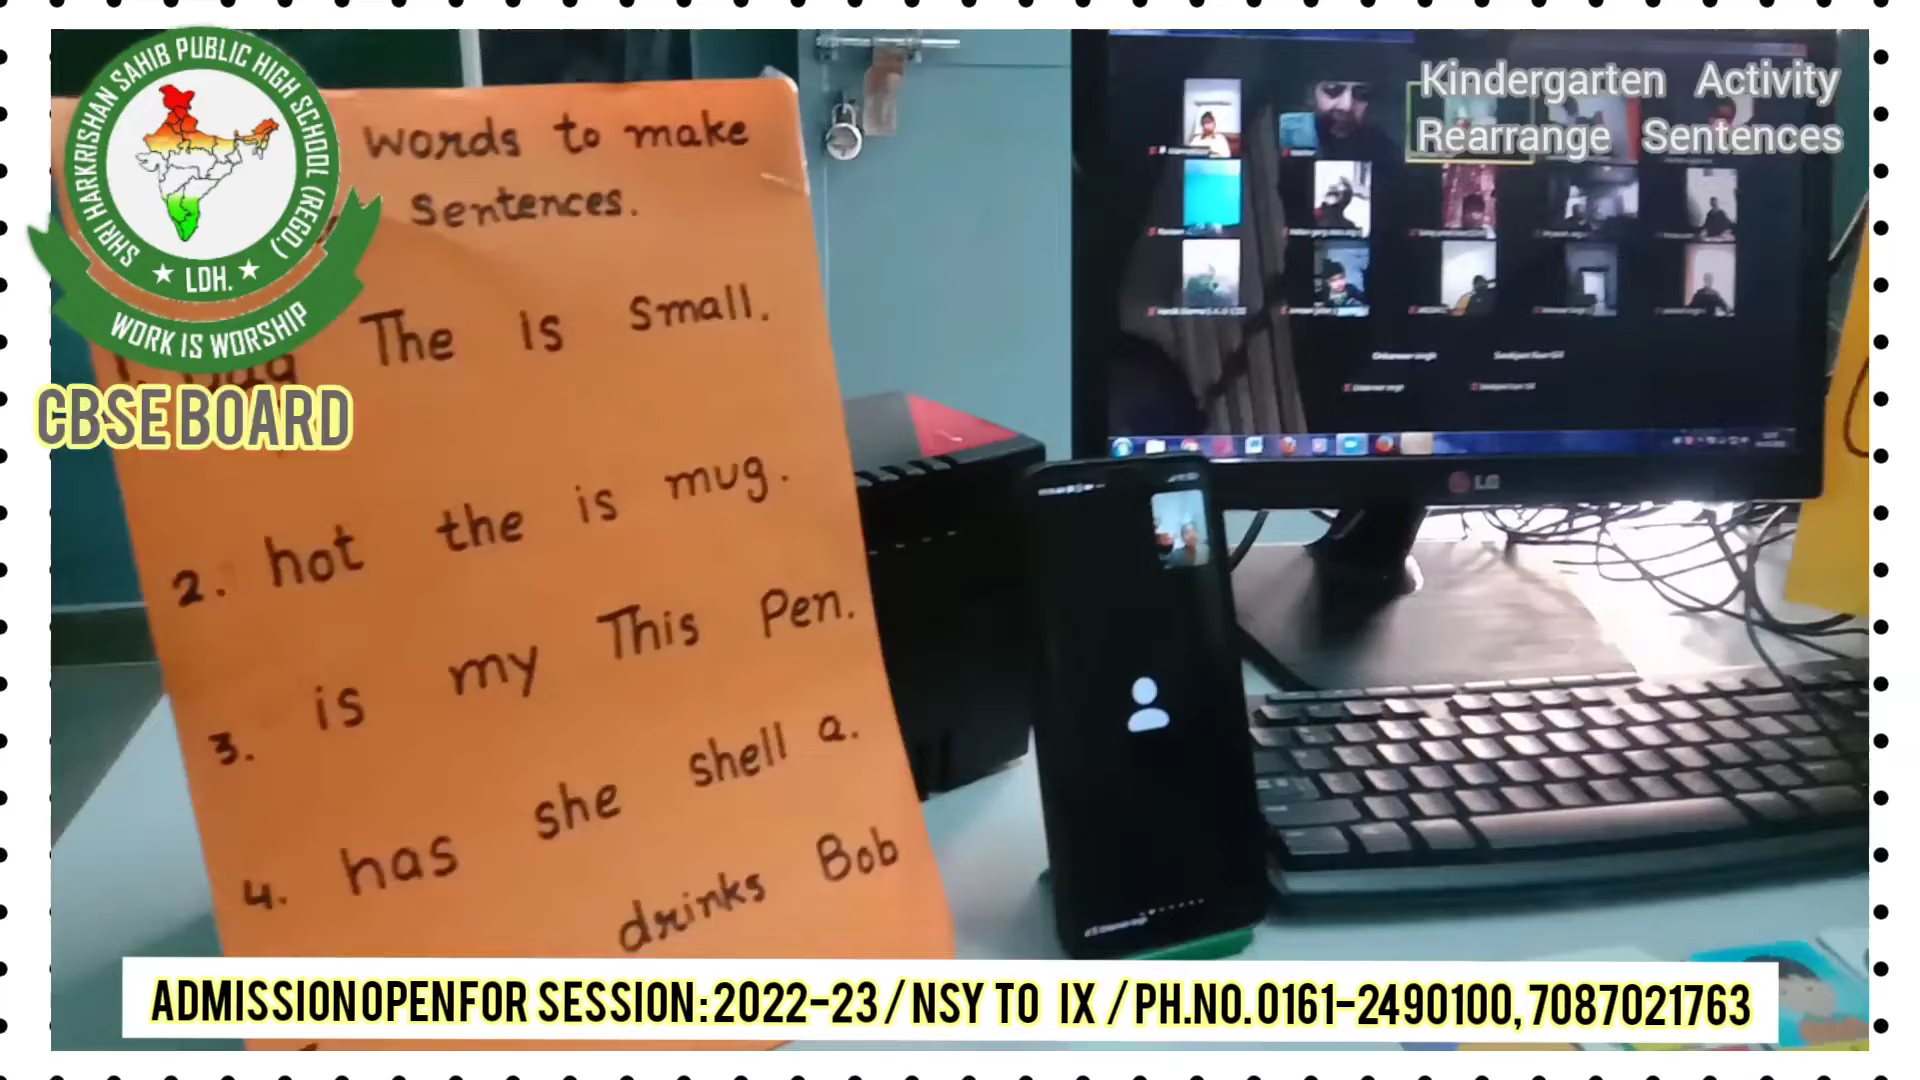 SHRI HARKRISHAN SAHIB PUBLIC HIGH SCHOOL (REGD.)
LDH.
WORK IS WORSHIP
CBSE BOARD
Kindergarten Activity
Rearrange Sentences
words to make
sentences.
The is small.
2. hot the is mug.
3. is my This Pen.
4. has she shell a.
drinks Bob
LG
ADMISSION OPEN FOR SESSION: 2022-23 / NSY TO IX / PH.NO. 0161-2490100, 7087021763